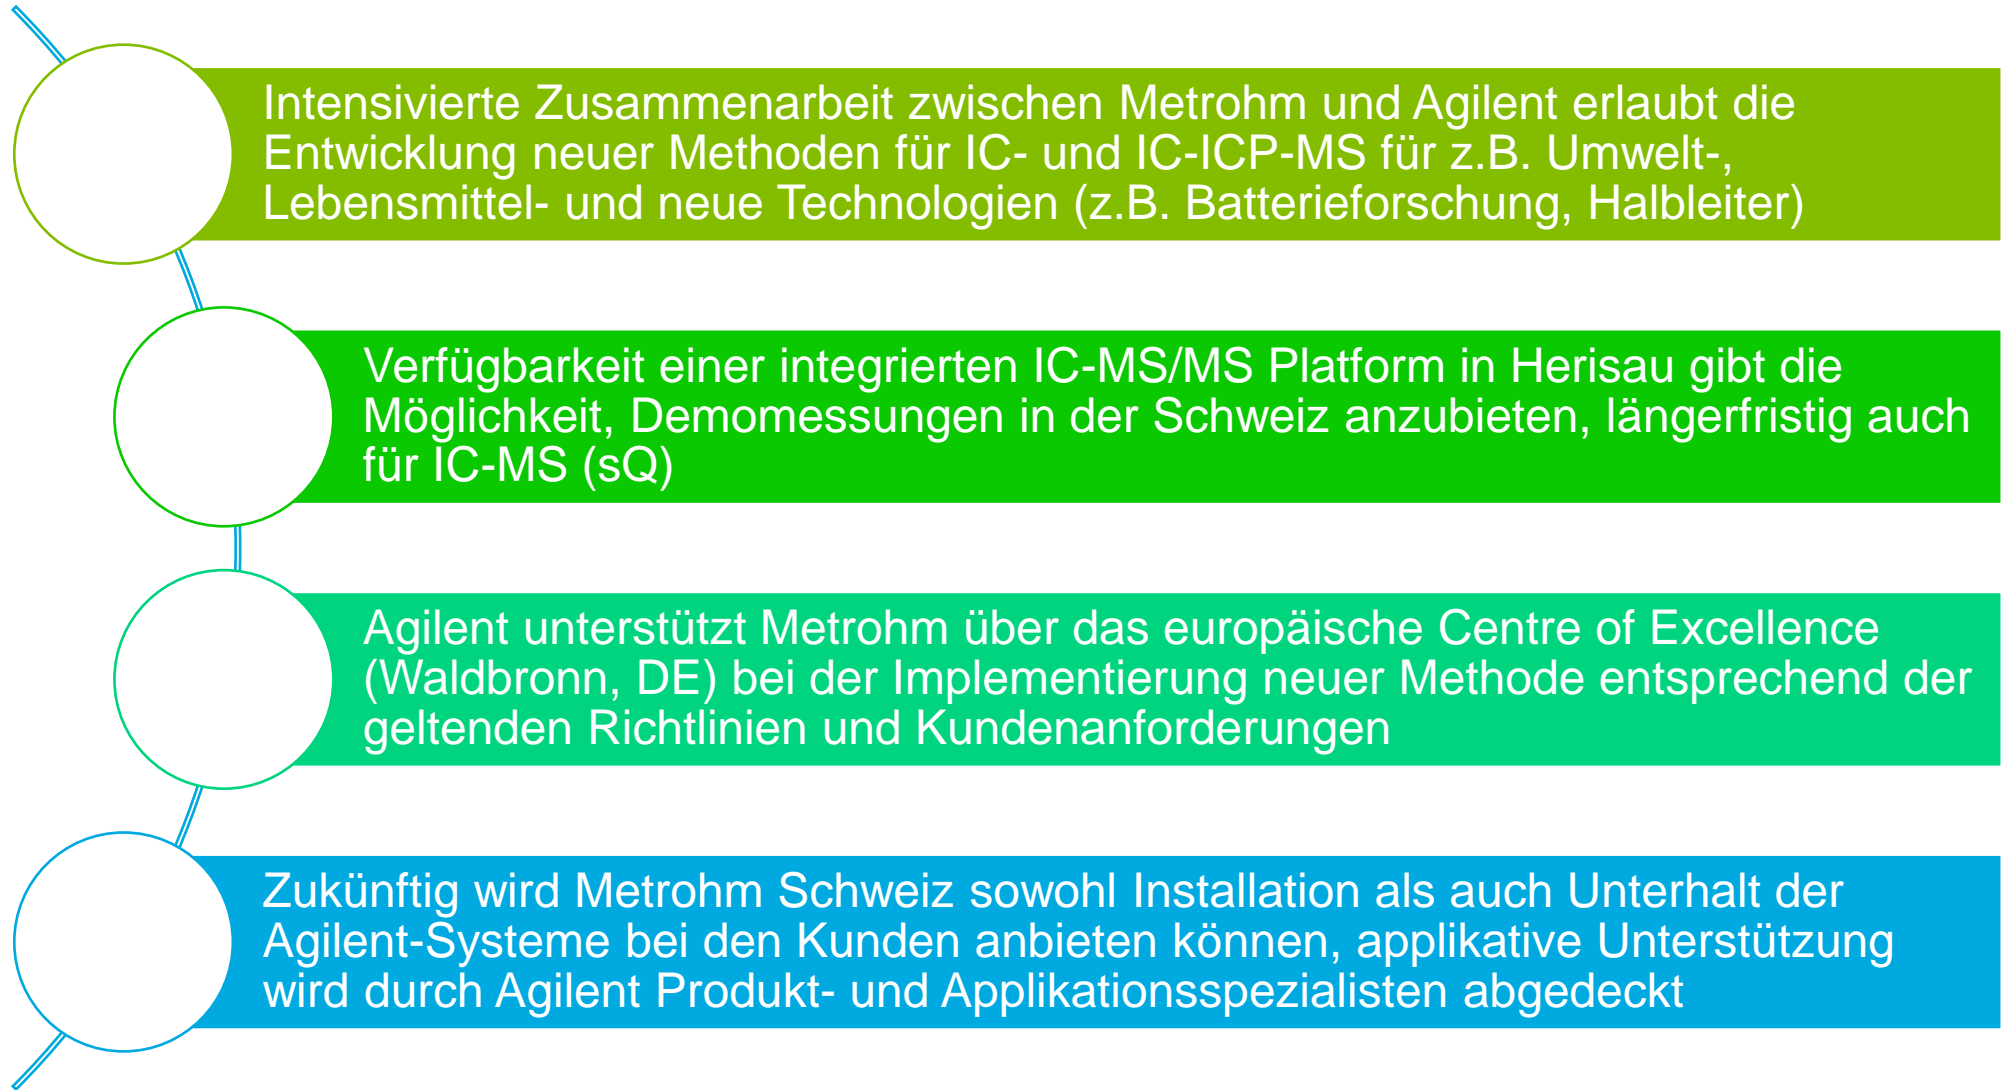 Intensivierte Zusammenarbeit zwischen Metrohm und Agilent erlaubt die
Entwicklung neuer Methoden für IC- und IC-ICP-MS für z.B. Umwelt-,
Lebensmittel- und neue Technologien (z.B. Batterieforschung, Halbleiter)
Verfügbarkeit einer integrierten IC-MS/MS Platform in Herisau gibt die
Möglichkeit, Demomessungen in der Schweiz anzubieten, längerfristig auch
für IC-MS (sQ)
Agilent unterstützt Metrohm über das europäische Centre of Excellence
(Waldbronn, DE) bei der Implementierung neuer Methode entsprechend der
geltenden Richtlinien und Kundenanforderungen
Zukünftig wird Metrohm Schweiz sowohl Installation als auch Unterhalt der
Agilent-Systeme bei den Kunden anbieten können, applikative Unterstützung
wird durch Agilent Produkt- und Applikationsspezialisten abgedeckt